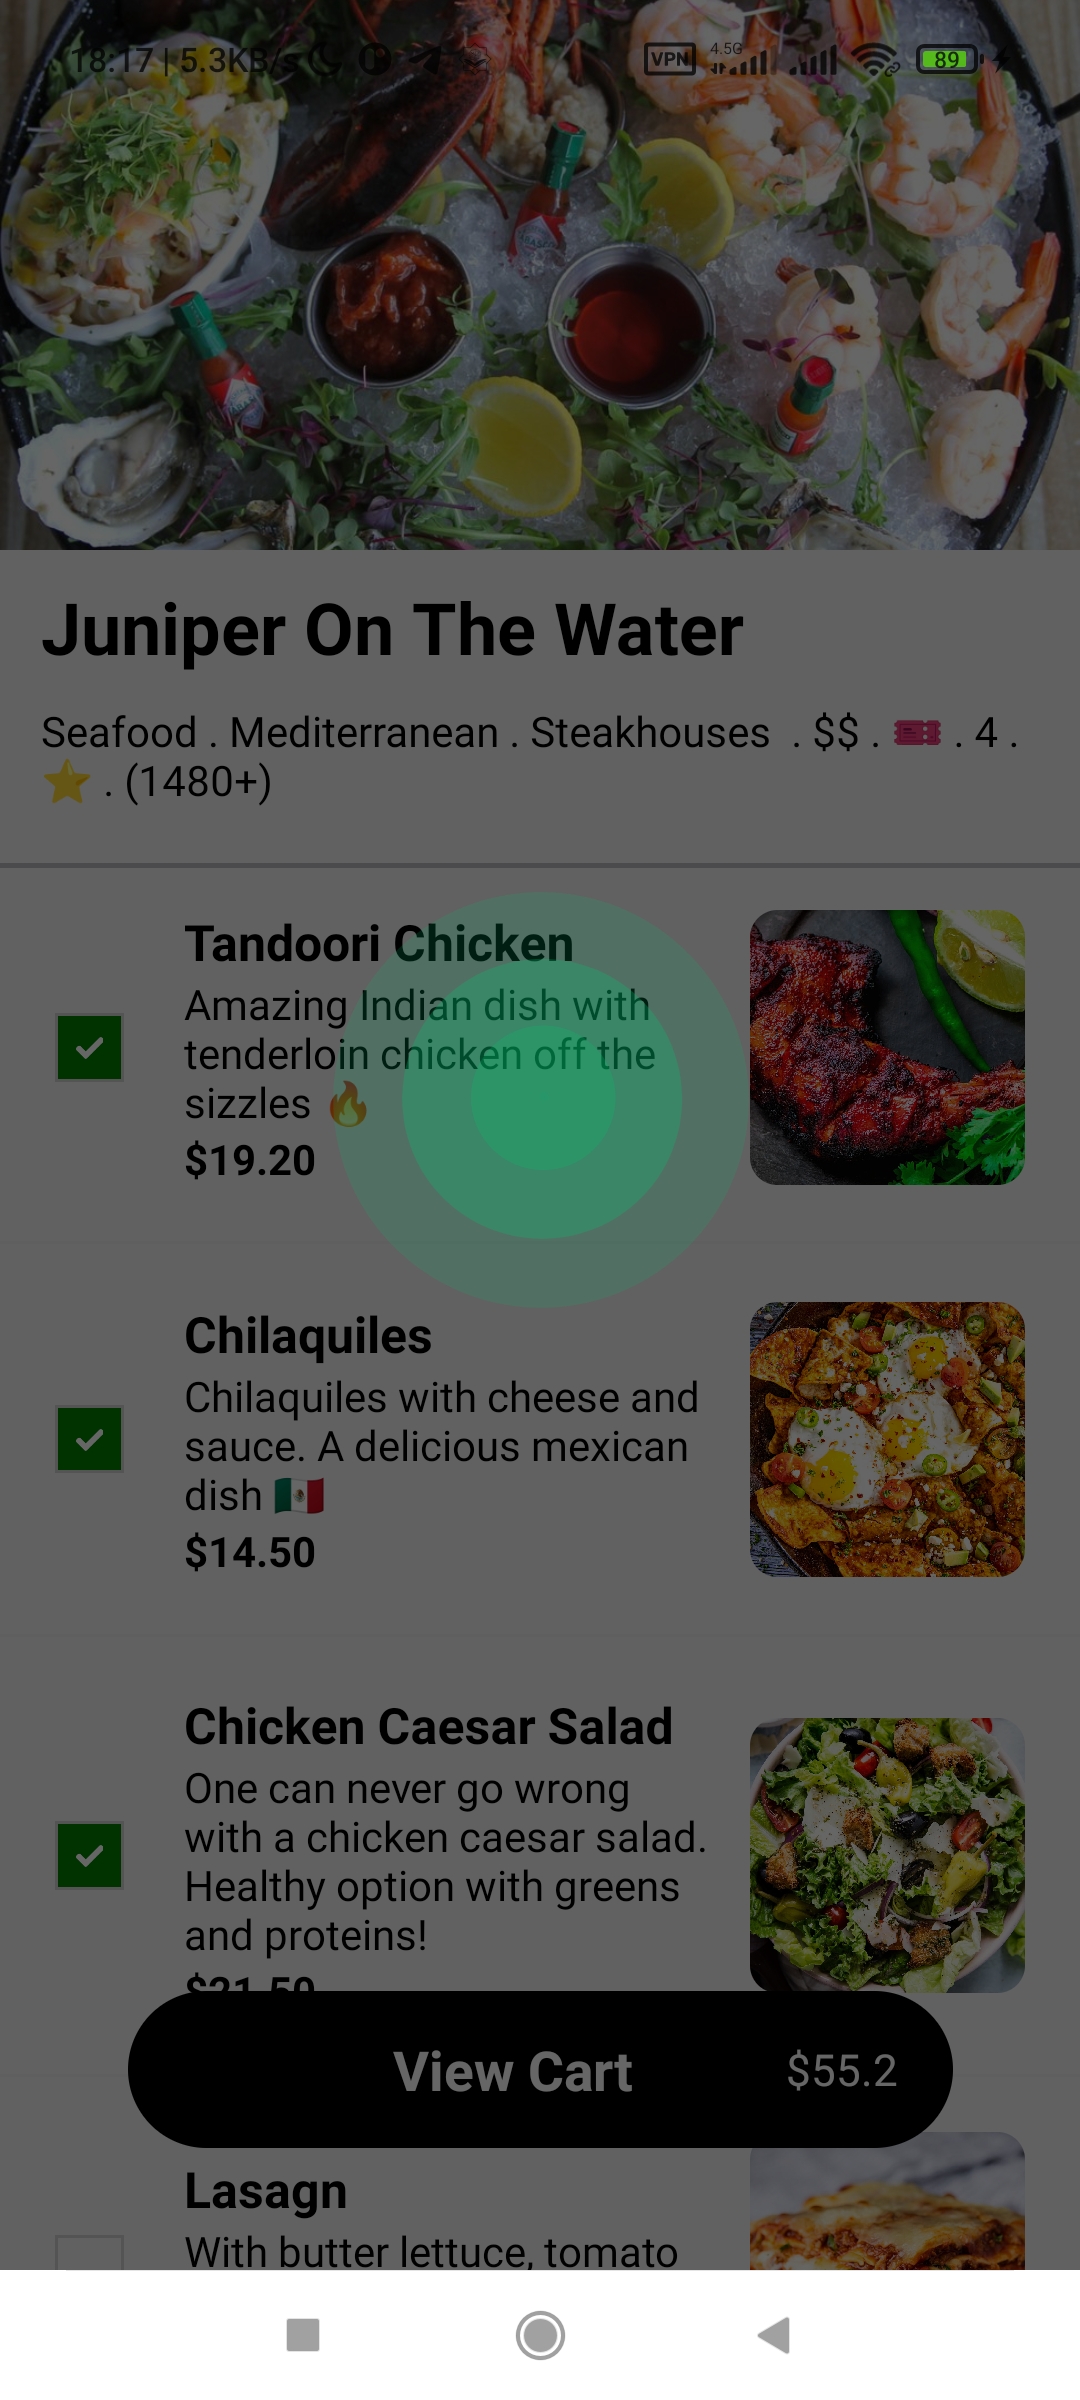 18:17 | 5.3KB/s
VPN 4.5G 89
Juniper On The Water
Seafood . Mediterranean . Steakhouses . $$ . 🎟 . 4 .
⭐ . (1480+)
Tandoori Chicken
Amazing Indian dish with
tenderloin chicken off the
sizzles 🔥
$19.20
Chilaquiles
Chilaquiles with cheese and
sauce. A delicious mexican
dish 🇲🇽
$14.50
Chicken Caesar Salad
One can never go wrong
with a chicken caesar salad.
Healthy option with greens
and proteins!
$21.50
View Cart $55.2
Lasagn
With butter lettuce, tomato